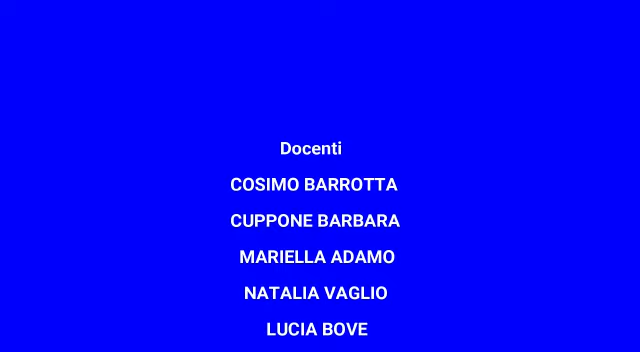 Docenti
COSIMO BARROTTA
CUPPONE BARBARA
MARIELLA ADAMO
NATALIA VAGLIO
LUCIA BOVE